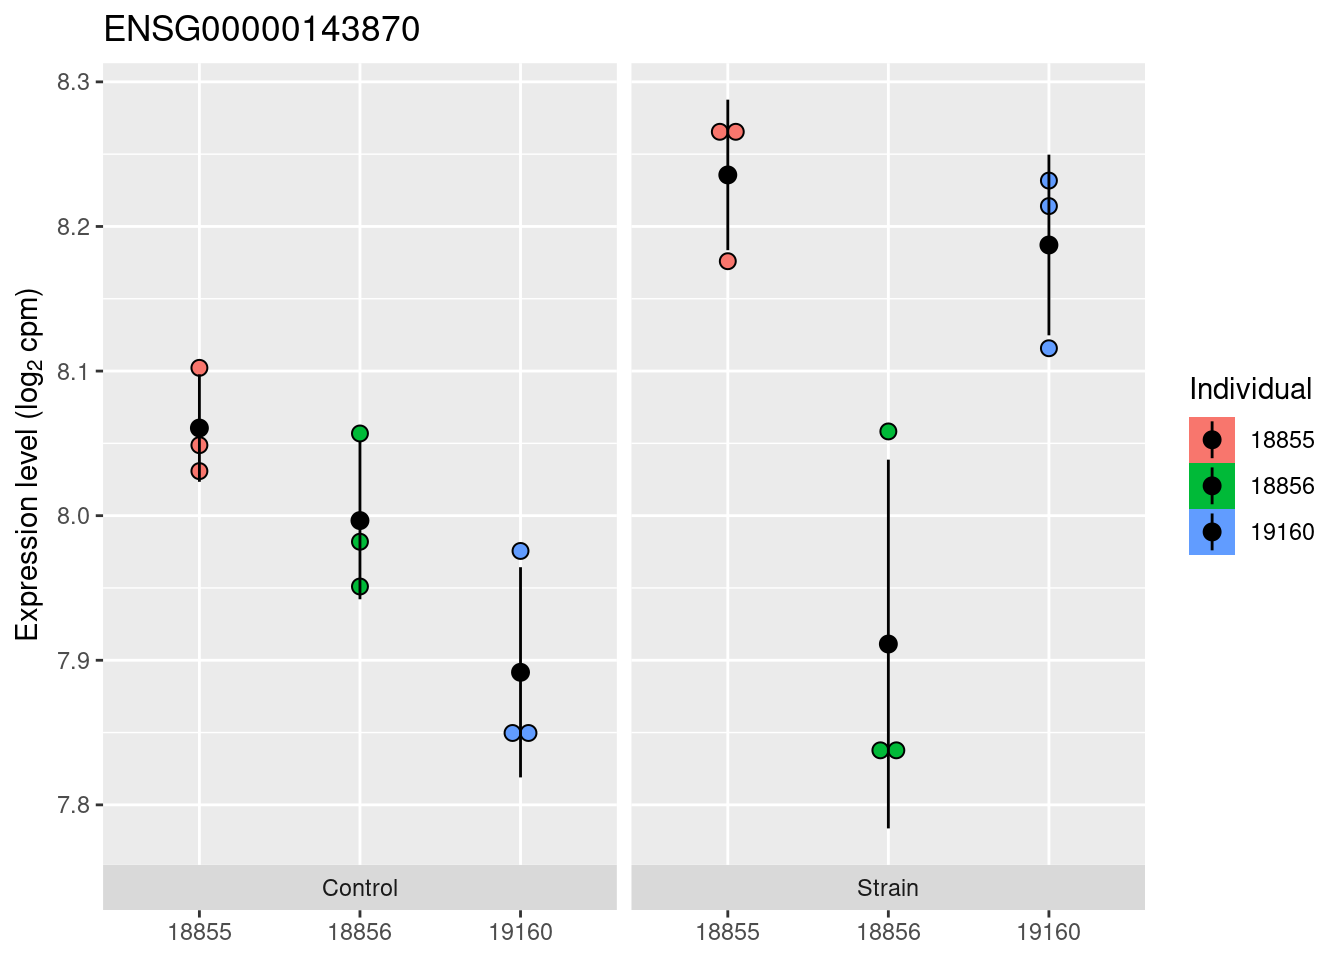 ENSG00000143870
Expression level (log₂ cpm)
8.3
8.2
8.1
8.0
7.9
7.8
Control
Strain
18855 18856 19160
18855 18856 19160
Individual
18855
18856
19160